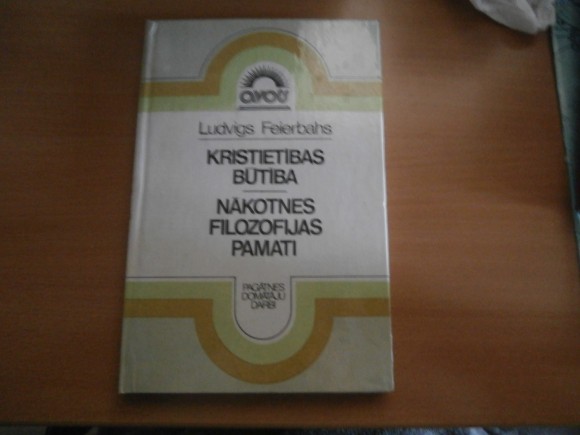 avots
Ludvigs Feierbahs
KRISTIETĪBAS
BŪTĪBA
NĀKOTNES
FILOZOFIJAS
PAMATI
PAGĀTNES
DOMĀTĀJU
DARBI